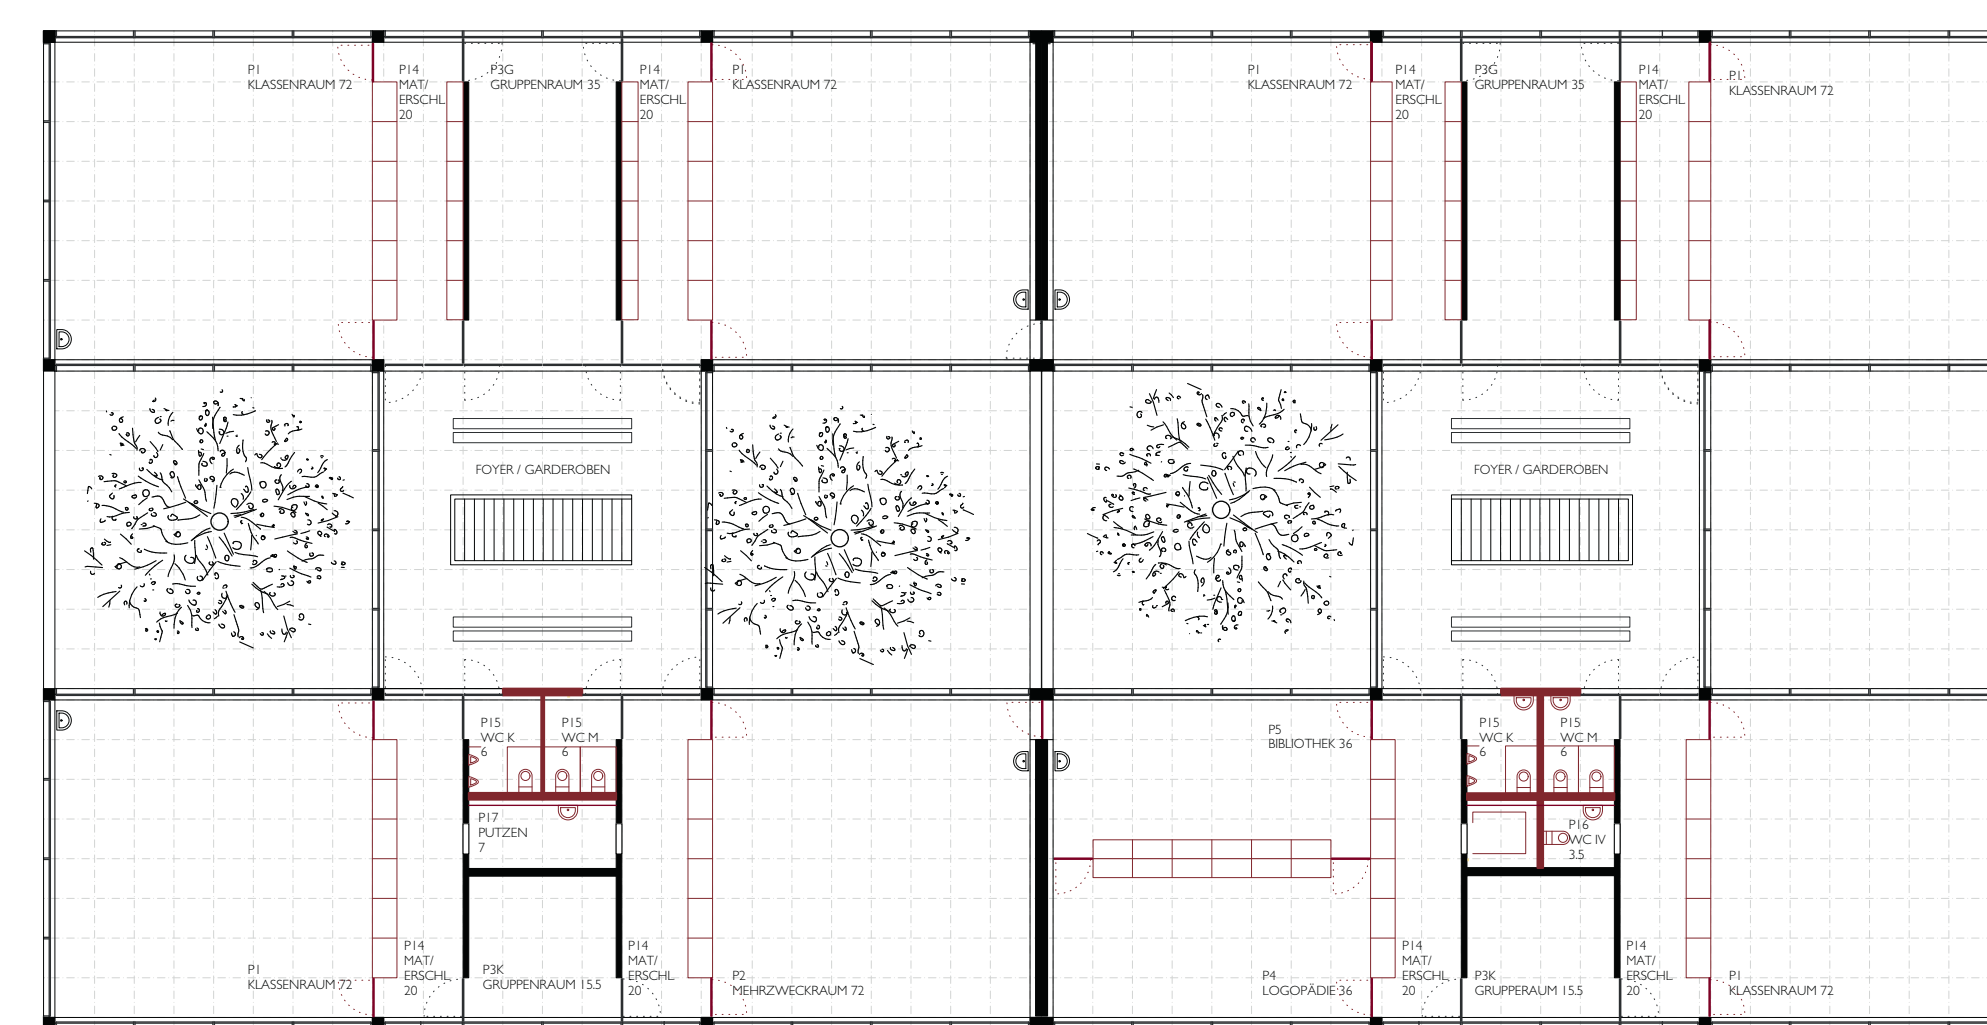 P1
KLASSENRAUM 72
P14
MAT/
ERSCHL
20
P3G
GRUPPENRAUM 35
P14
MAT/
ERSCHL
20
P1
KLASSENRAUM 72
P1
KLASSENRAUM 72
P14
MAT/
ERSCHL
20
P3G
GRUPPENRAUM 35
P14
MAT/
ERSCHL
20
P1
KLASSENRAUM 72
FOYER / GARDEROBEN
FOYER / GARDEROBEN
P15
WC K
6
P15
WC M
6
P17
PUTZEN
7
P5
BIBLIOTHEK 36
P15
WC K
6
P15
WC M
6
P16
WC IV
3.5
P1
KLASSENRAUM 72
P14
MAT/
ERSCHL
20
P3K
GRUPPENRAUM 15.5
P14
MAT/
ERSCHL
20
P2
MEHRZWECKRAUM 72
P4
LOGOPÄDIE 36
P14
MAT/
ERSCHL
20
P3K
GRUPPERAUM 15.5
P14
MAT/
ERSCHL
20
P1
KLASSENRAUM 72